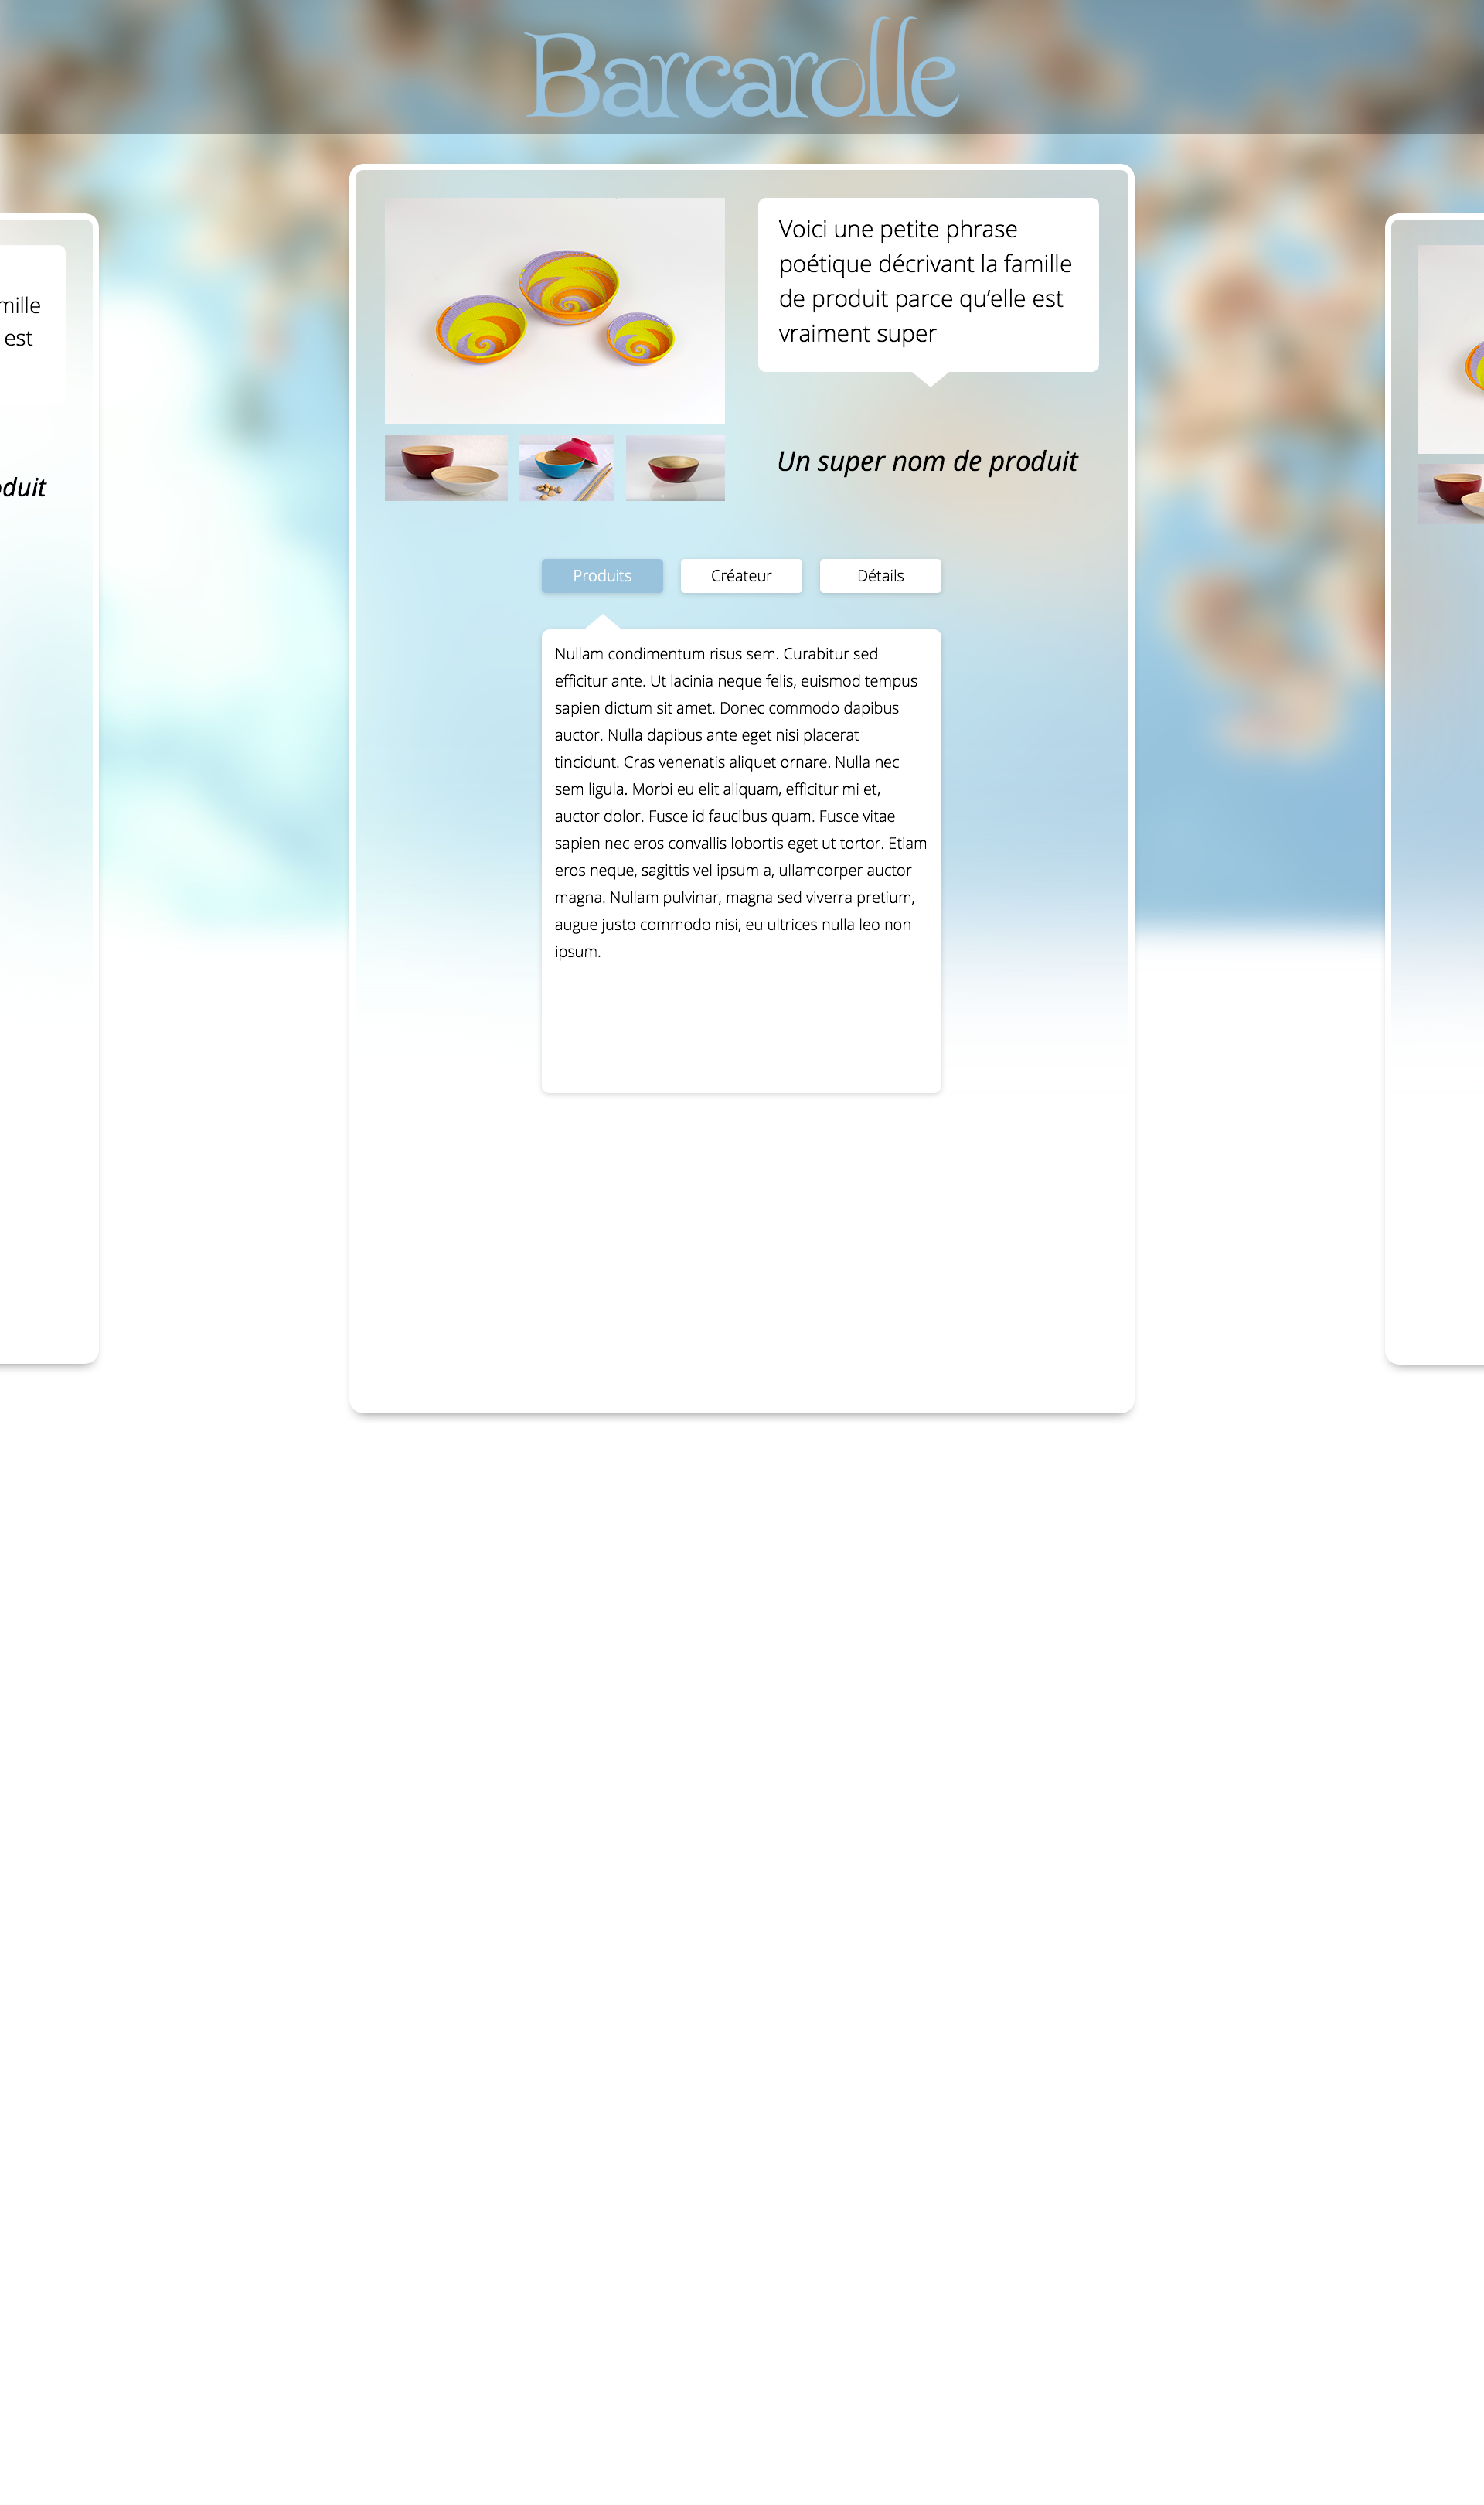 Barcarolle
Voici une petite phrase
poétique décrivant la famille
de produit parce qu’elle est
vraiment super
est
Un super nom de produit
Produits
Créateur
Détails
Nullam condimentum risus sem. Curabitur sed
efficitur ante. Ut lacinia neque felis, euismod tempus
sapien dictum sit amet. Donec commodo dapibus
auctor. Nulla dapibus ante eget nisi placerat
tincidunt. Cras venenatis aliquet ornare. Nulla nec
sem ligula. Morbi eu elit aliquam, efficitur mi et,
auctor dolor. Fusce id faucibus quam. Fusce vitae
sapien nec eros convallis lobortis eget ut tortor. Etiam
eros neque, sagittis vel ipsum a, ullamcorper auctor
magna. Nullam pulvinar, magna sed viverra pretium,
augue justo commodo nisi, eu ultrices nulla leo non
ipsum.